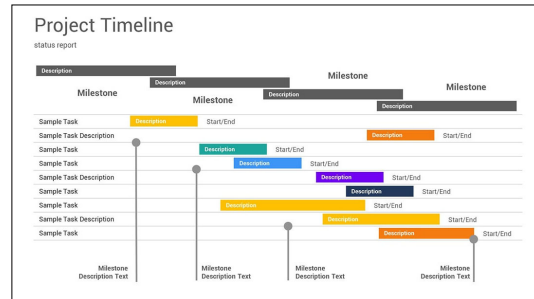 Project Timeline
status report
Description
Description
Milestone
Description
Milestone
Milestone
Description
Milestone
Sample Task Description Start/End
Sample Task Description Description Start/End
Sample Task Description Start/End
Sample Task Description Start/End
Sample Task Description Description Start/End
Sample Task Description Start/End
Sample Task Description Start/End
Sample Task Description Description Start/End
Sample Task Description Start/End
Milestone
Description Text
Milestone
Description Text
Milestone
Description Text
Milestone
Description Text